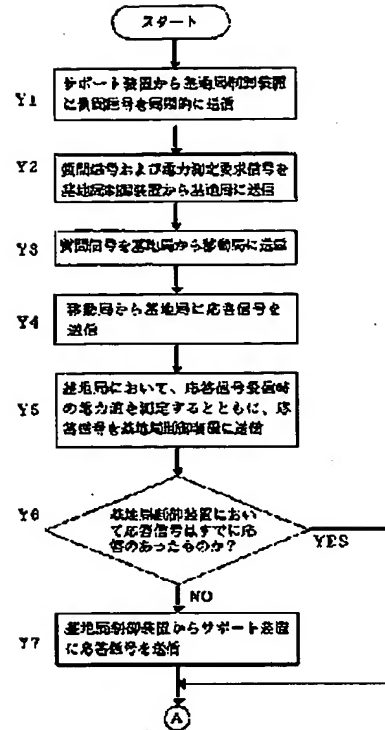 スタート
Y1
サポート装置から基地局制御装置
に質問信号を周期的に送信
Y2
質問信号および電力測定要求信号を
基地局制御装置から基地局に送信
Y3
質問信号を基地局から移動局に送信
Y4
移動局から基地局に応答信号を
送信
Y5
基地局において、応答信号受信時
の電力値を測定するとともに、応
答信号を基地局制御装置に送信
Y6
基地局制御装置におい
て応答信号はすでに応
答のあったものか？
YES
NO
Y7
基地局制御装置からサポート装置
に応答信号を送信
A